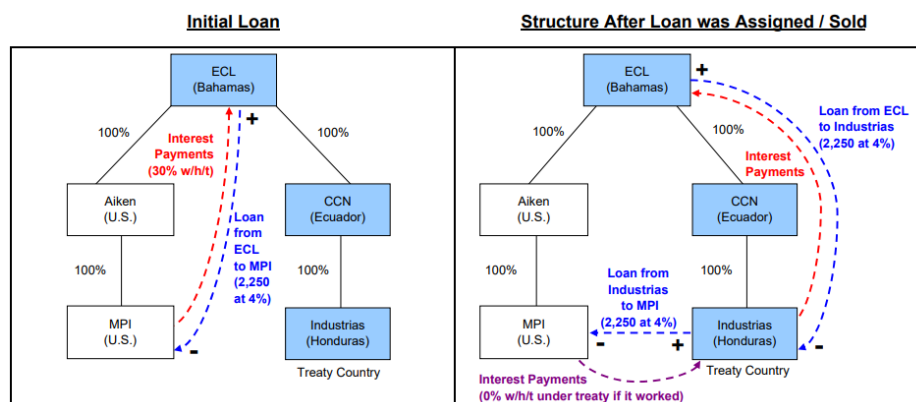 Initial Loan
ECL
(Bahamas)
+
100%
100%
Interest
Payments
(30% w/h/t)
Aiken
(U.S.)
CCN
(Ecuador)
Loan
from
ECL
to MPI
(2,250
at 4%)
100%
100%
MPI
(U.S.)
-
Industrias
(Honduras)
Treaty Country
Structure After Loan was Assigned / Sold
ECL
(Bahamas)
+
Loan from ECL
to Industrias
(2,250 at 4%)
100%
100%
Interest
Payments
Aiken
(U.S.)
CCN
(Ecuador)
100%
100%
Loan from
Industrias
to MPI
(2,250 at 4%)
MPI
(U.S.)
-
+
Industrias
(Honduras)
-
Treaty Country
Interest Payments
(0% w/h/t under treaty if it worked)